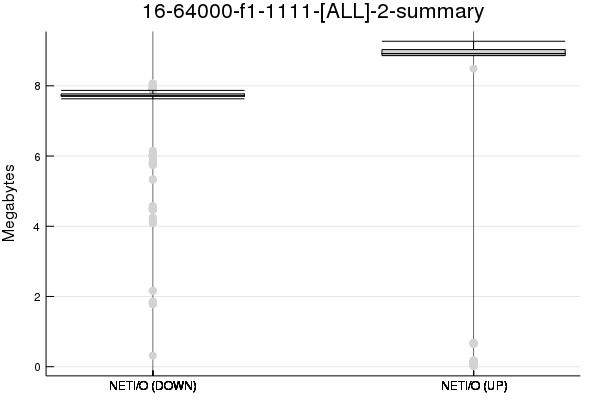 16-64000-f1-1111-[ALL]-2-summary
Megabytes
8
6
4
2
0
NETI/O (DOWN)
NETI/O (UP)